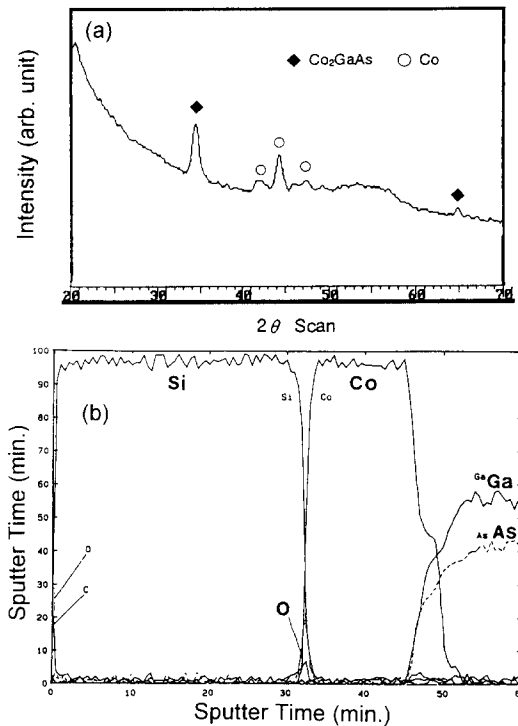 (a)
◆ Co₂GaAs ○ Co
Intensity (arb. unit)
20 30 40 50 60 70
2θ Scan
(b)
100
90
80
70
60
50
40
30
20
10
0
Sputter Time (min.)
Si
Co
Si
Co
Ga Ga
As As
O
O
C
0 10 20 30 40 50 60
Sputter Time (min.)